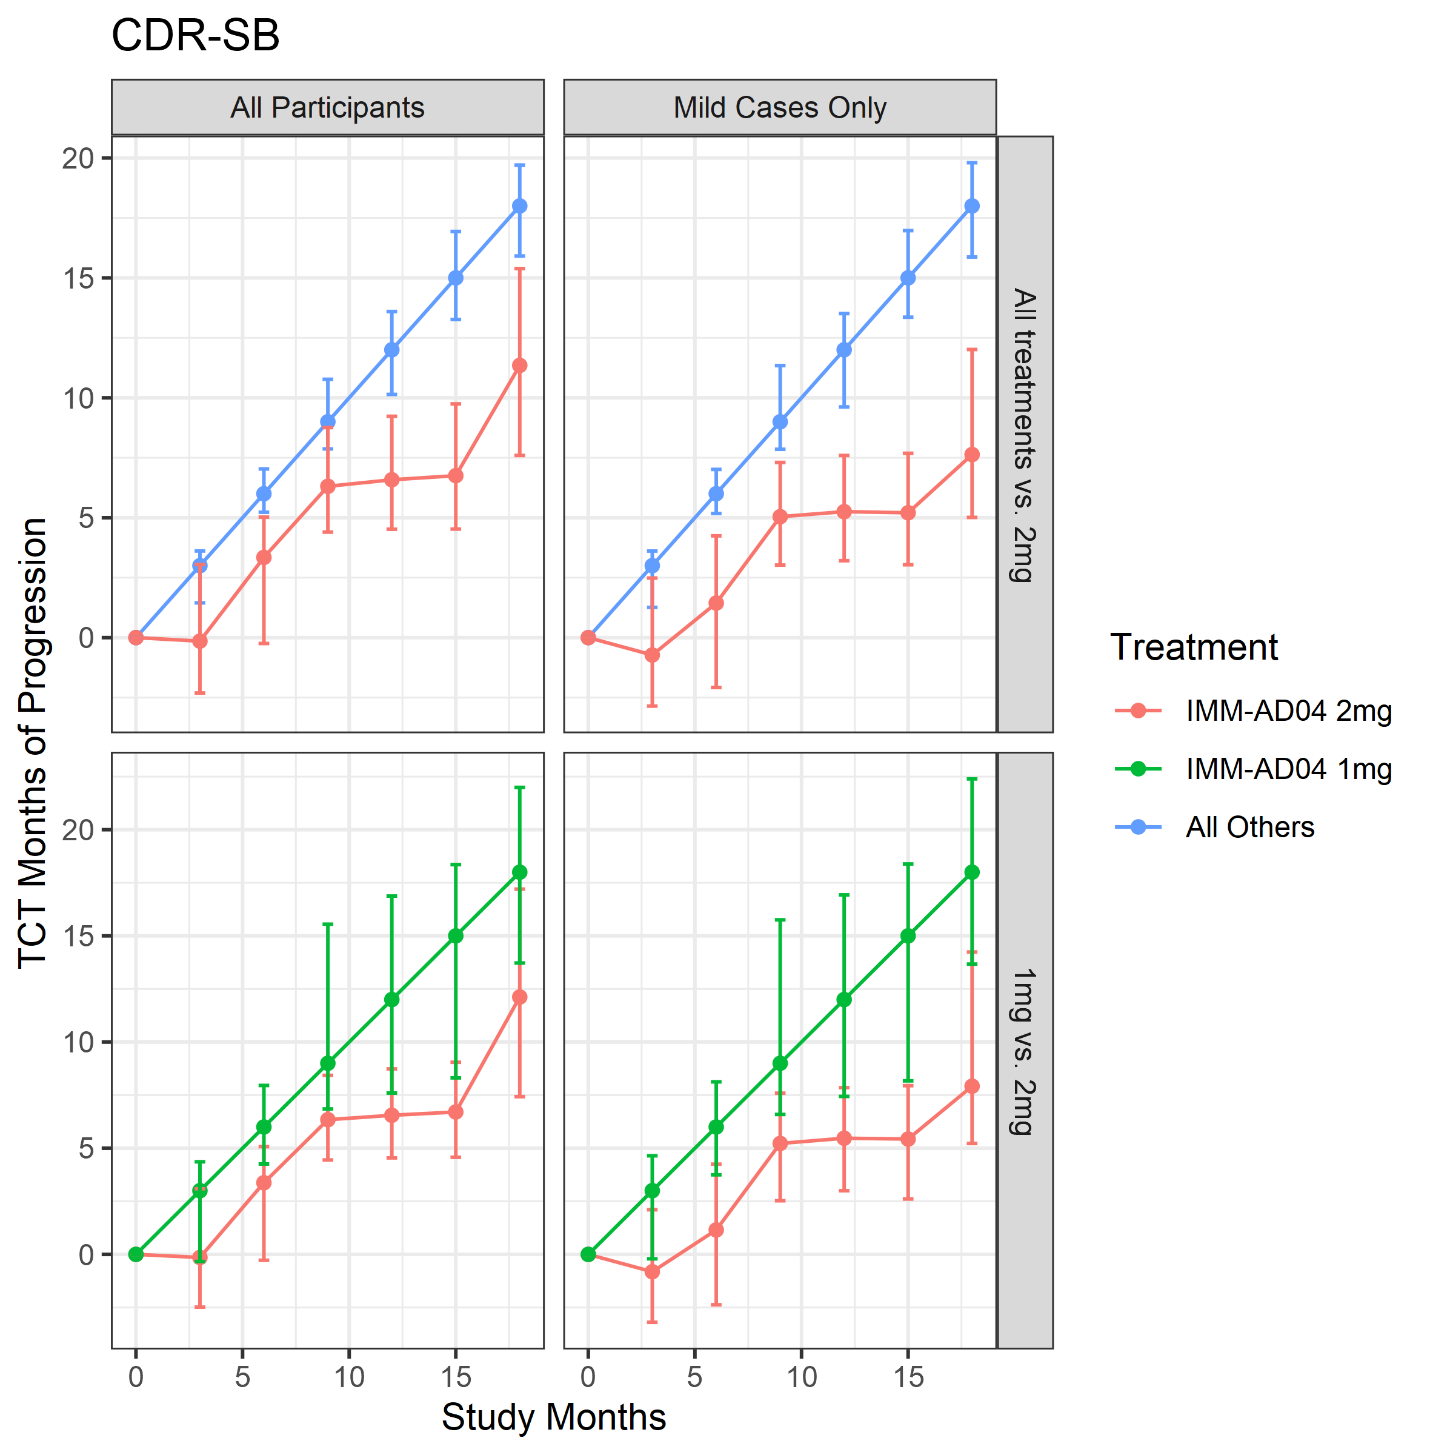 CDR-SB
All Participants
Mild Cases Only
20
15
10
5
0
All treatments vs. 2mg
20
15
10
5
0
1mg vs. 2mg
0
5
10
15
0
5
10
15
Study Months
TCT Months of Progression
Treatment
IMM-AD04 2mg
IMM-AD04 1mg
All Others